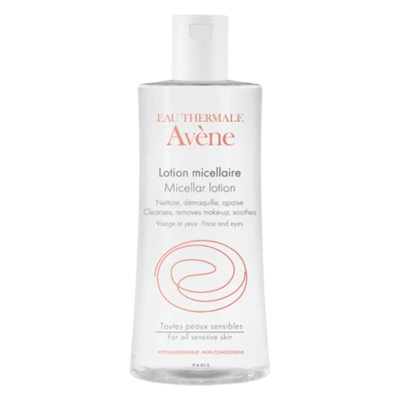 EAU THERMALE
Avène
Lotion micellaire
Micellar lotion
Nettoie, démaquille, apaise
Cleanses, removes make-up, soothes
Visage et yeux - Face and eyes
Toutes peaux sensibles
For all sensitive skin
HYPOALLERGÉNIQUE - NON COMÉDOGÈNE
PARIS